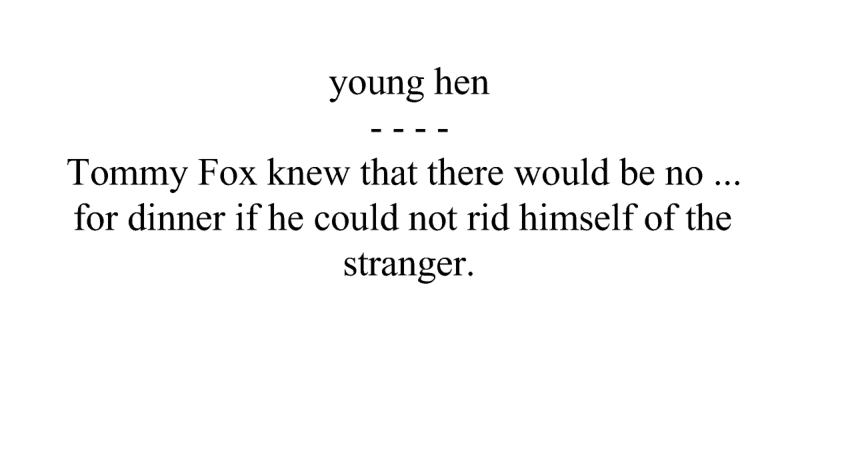 young hen
- - - -
Tommy Fox knew that there would be no ...
for dinner if he could not rid himself of the
stranger.